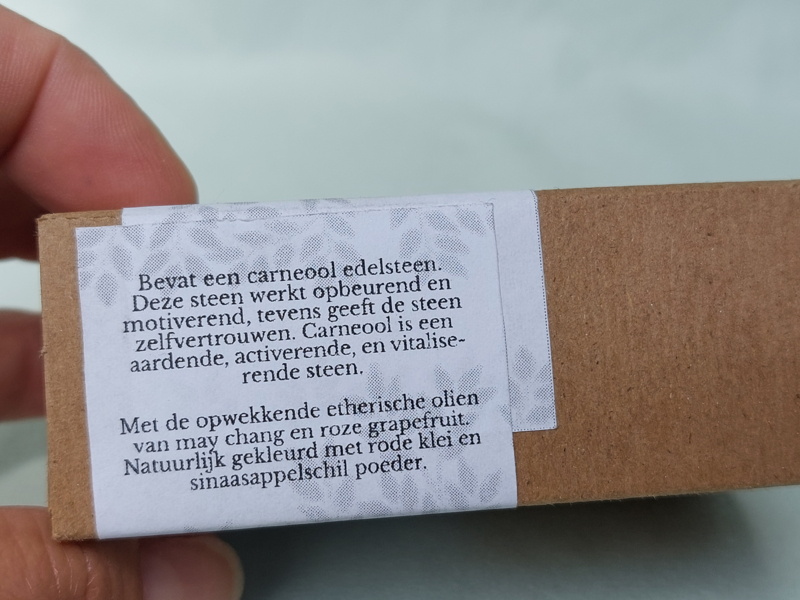 Bevat een carneool edelsteen.
Deze steen werkt opbeurend en
motiverend, tevens geeft de steen
zelfvertrouwen. Carneool is een
aardende, activerende, en vitalise-
rende steen.
Met de opwekkende etherische olien
van may chang en roze grapefruit.
Natuurlijk gekleurd met rode klei en
sinaasappelschil poeder.